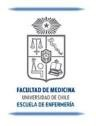 FACULTAD DE MEDICINA
UNIVERSIDAD DE CHILE
ESCUELA DE ENFERMERÍA